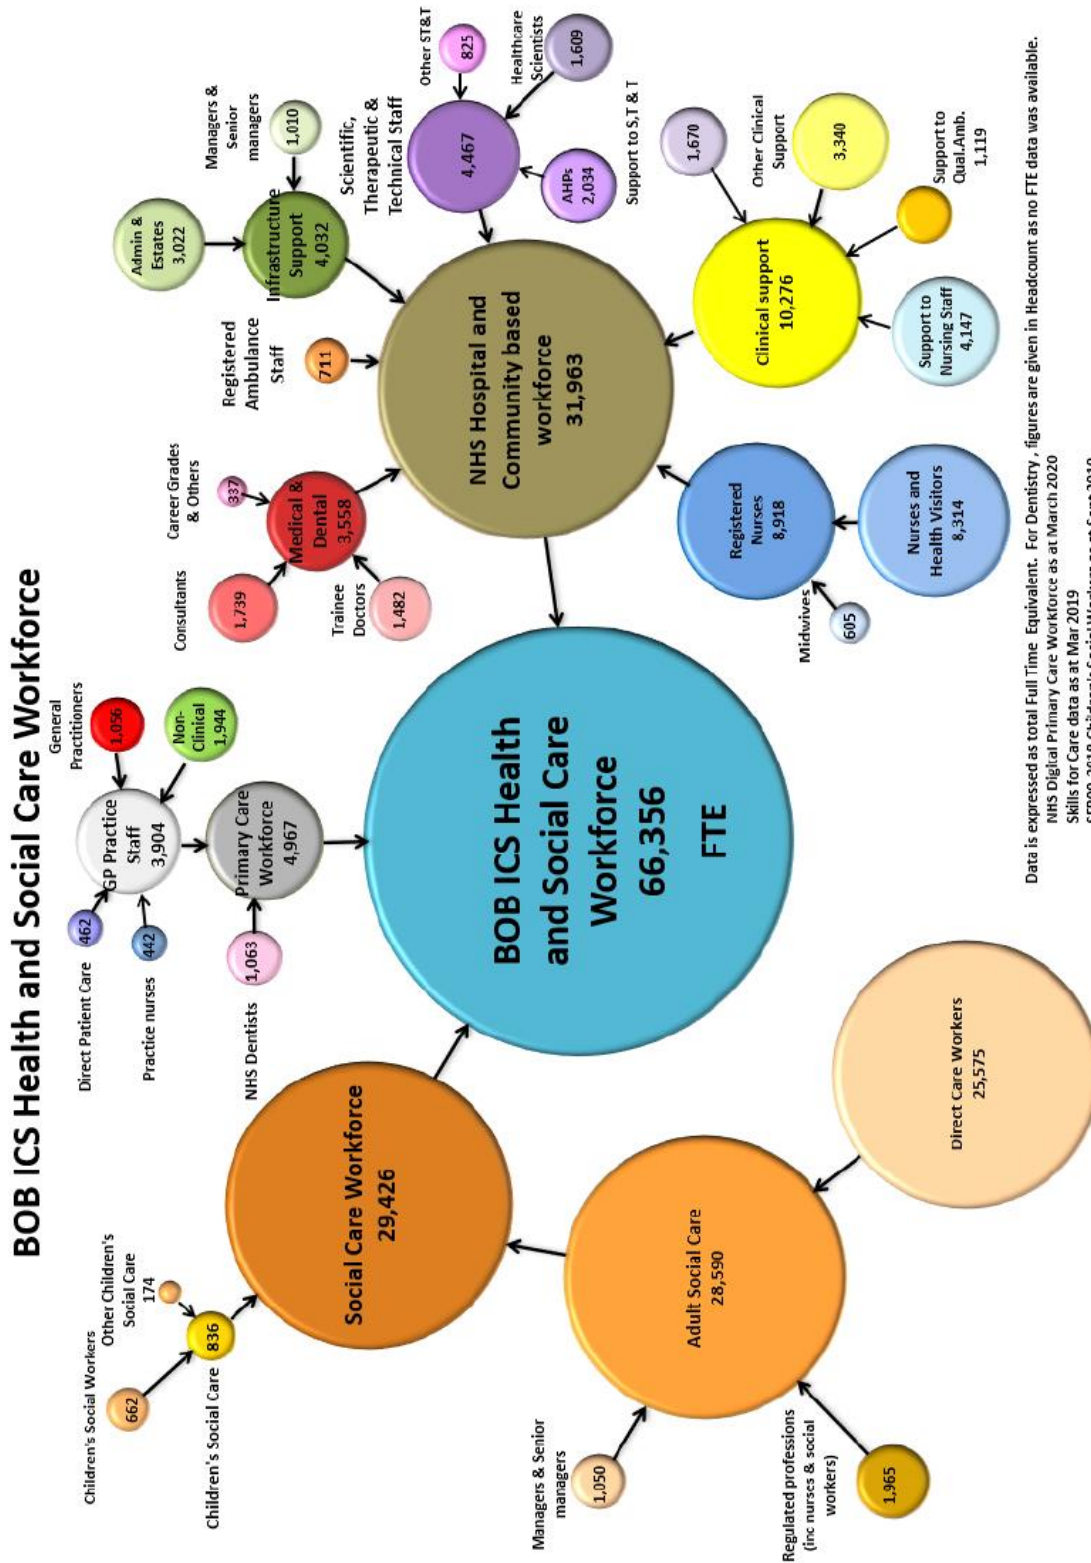 BOB ICS Health and Social Care Workforce
Children's Social Workers
662
Other Children's
Social Care
174
836
Children's Social Care
Social Care Workforce
29,426
Managers & Senior
managers
1,050
Regulated professions
(inc nurses & social
workers)
1,965
Adult Social Care
28,590
Direct Care Workers
25,575
Direct Patient Care
462
Practice nurses
442
General
Practitioners
1,056
Non-
Clinical
1,944
GP Practice
Staff
3,904
NHS Dentists
1,063
Primary Care
Workforce
4,967
BOB ICS Health
and Social Care
Workforce
66,356
FTE
Consultants
1,739
Career Grades
& Others
337
Trainee
Doctors
1,482
Medical &
Dental
3,558
Registered
Ambulance
Staff
711
Admin &
Estates
3,022
Managers &
Senior
managers
1,010
Infrastructure
Support
4,032
Scientific,
Therapeutic &
Technical Staff
4,467
Other ST&T
825
Healthcare
Scientists
1,609
AHPs
2,034
NHS Hospital and
Community based
workforce
31,963
Support to S,T & T
1,670
Other Clinical
Support
3,340
Support to
Qual.Amb.
1,119
Support to
Nursing Staff
4,147
Clinical support
10,276
Registered
Nurses
8,918
Midwives
605
Nurses and
Health Visitors
8,314
Data is expressed as total Full Time Equivalent. For Dentistry , figures are given in Headcount as no FTE data was available.
NHS Digital Primary Care Workforce as at March 2020
Skills for Care data as at Mar 2019
Children's Social Workers as at Sept 2019